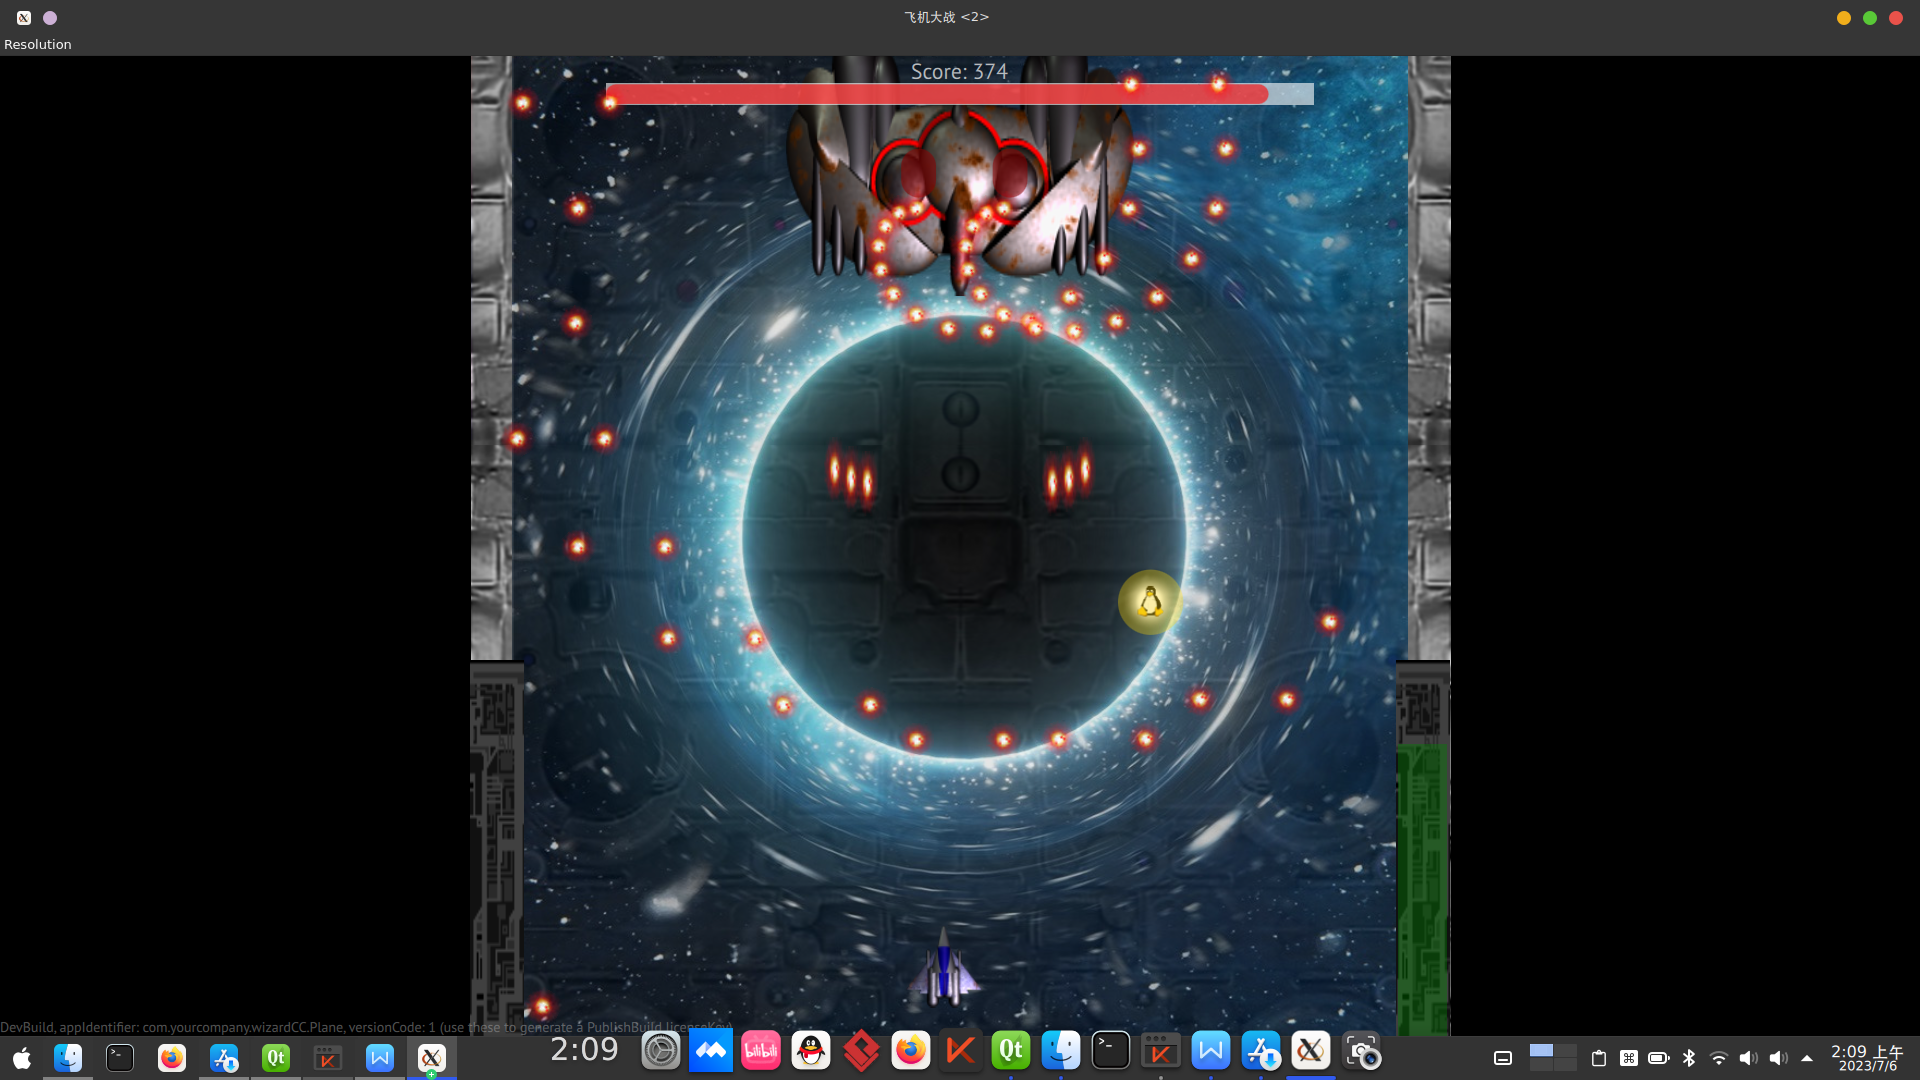 飞机大战 <2>
Resolution
Score: 374
DevBuild, appIdentifier: com.yourcompany.wizardCC.Plane, versionCode: 1 (use these to generate a PublishBuild licenseKey)
2:09
bilibili
Qt
Qt
2:09 上午
2023/7/6